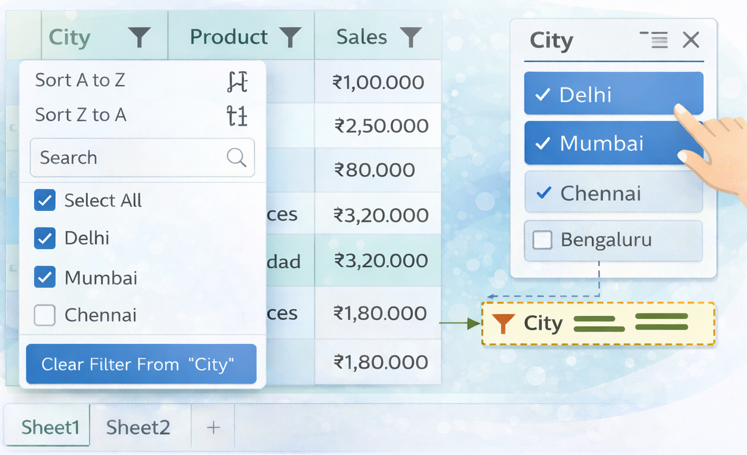 City Product Sales
Sort A to Z
Sort Z to A
Search
Select All
Delhi
Mumbai
Chennai
Clear Filter From "City"
₹1,00.000
₹2,50.000
₹80.000
ces ₹3,20.000
dad ₹3,20.000
ces ₹1,80.000
₹1,80.000
Sheet1 Sheet2 +
City
Delhi
Mumbai
Chennai
Bengaluru
City